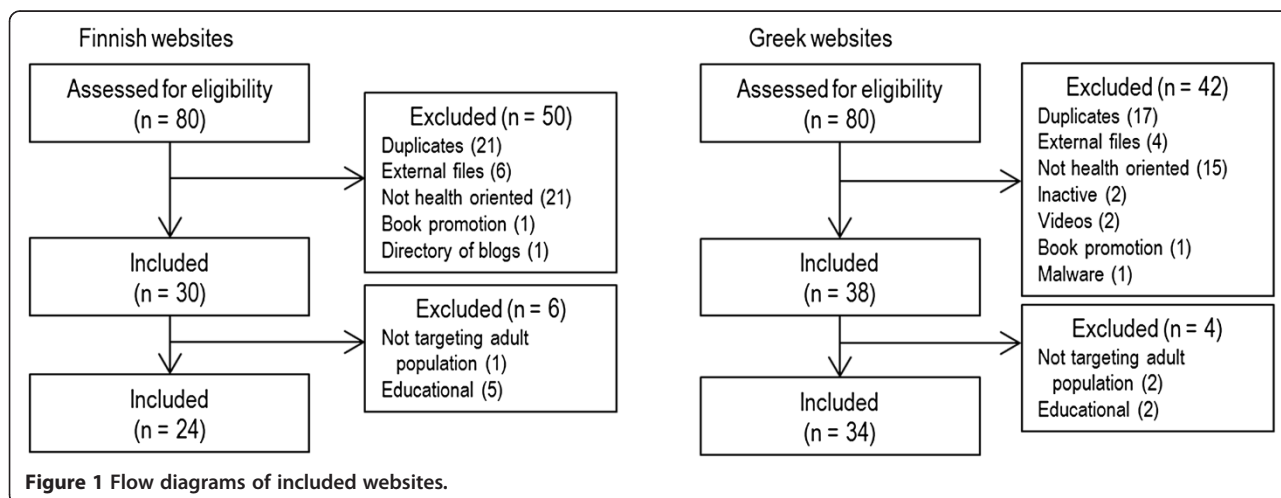 Finnish websites
Assessed for eligibility
(n = 80)
Excluded (n = 50)
Duplicates (21)
External files (6)
Not health oriented (21)
Book promotion (1)
Directory of blogs (1)
Included
(n = 30)
Excluded (n = 6)
Not targeting adult
population (1)
Educational (5)
Included
(n = 24)
Greek websites
Assessed for eligibility
(n = 80)
Excluded (n = 42)
Duplicates (17)
External files (4)
Not health oriented (15)
Inactive (2)
Videos (2)
Book promotion (1)
Malware (1)
Included
(n = 38)
Excluded (n = 4)
Not targeting adult
population (2)
Educational (2)
Included
(n = 34)
Figure 1 Flow diagrams of included websites.